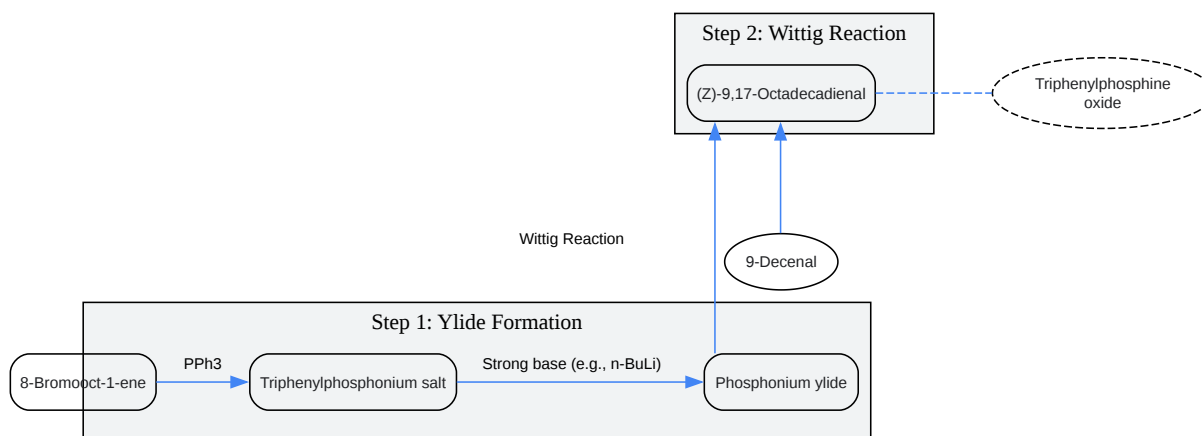 Step 2: Wittig Reaction
(Z)-9,17-Octadecadienal
Triphenylphosphine
oxide
Wittig Reaction
9-Decenal
Step 1: Ylide Formation
8-Bromooct-1-ene
PPh3
Triphenylphosphonium salt
Strong base (e.g., n-BuLi)
Phosphonium ylide